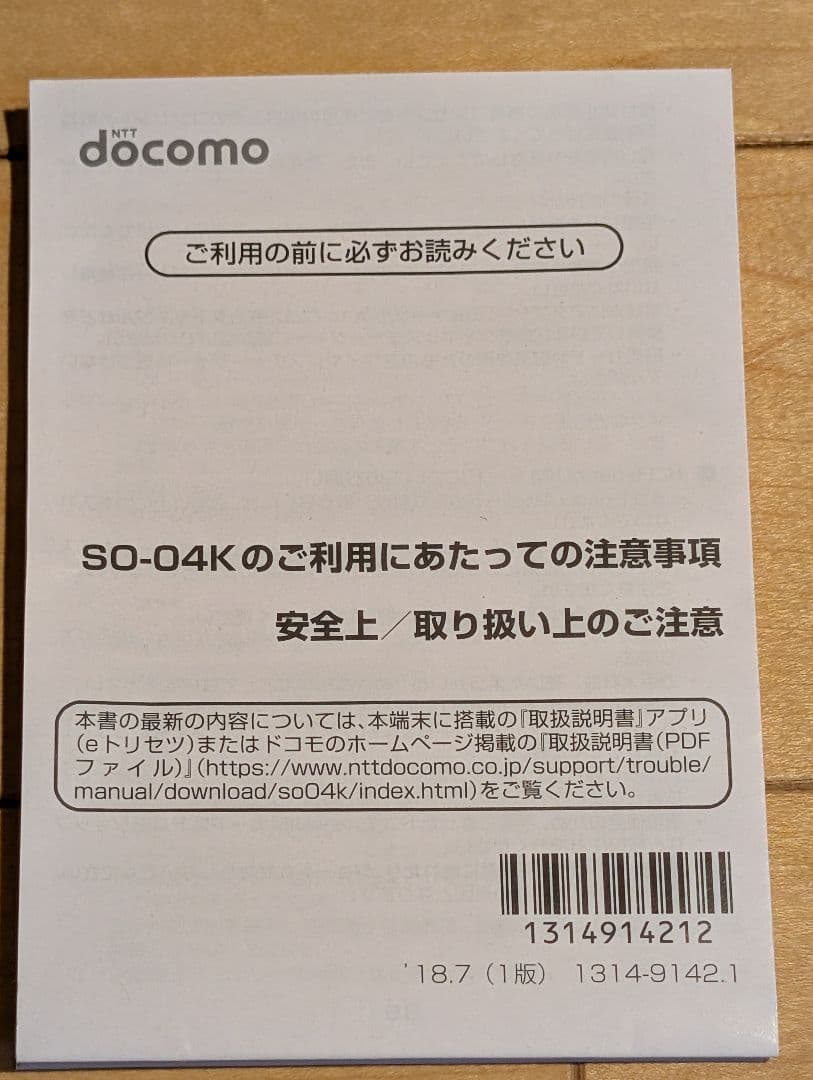 NTT
docomo
ご利用の前に必ずお読みください
SO-04Kのご利用にあたっての注意事項
安全上／取り扱い上のご注意
本書の最新の内容については、本端末に搭載の『取扱説明書』アプリ
（eトリセツ）またはドコモのホームページ掲載の『取扱説明書（PDF
ファイル）』（https://www.nttdocomo.co.jp/support/trouble/
manual/download/so04k/index.html）をご覧ください。
1314914212
'18.7（1版） 1314-9142.1